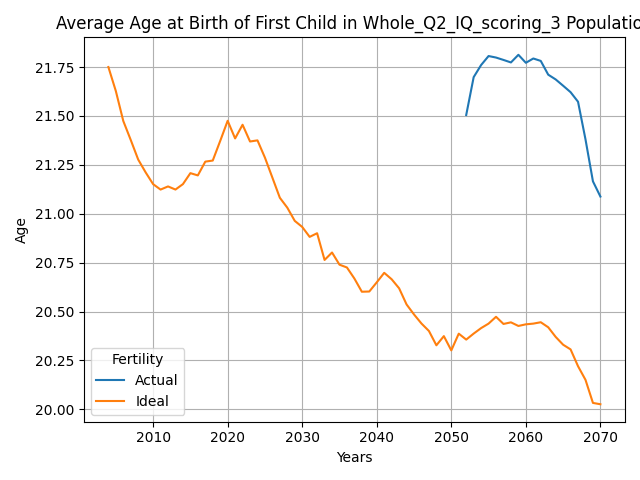 Average Age at Birth of First Child in Whole_Q2_IQ_scoring_3 Populatio
21.75
21.50
21.25
21.00
20.75
20.50
20.25
20.00
Age
Fertility
Actual
Ideal
2010
2020
2030
2040
2050
2060
2070
Years